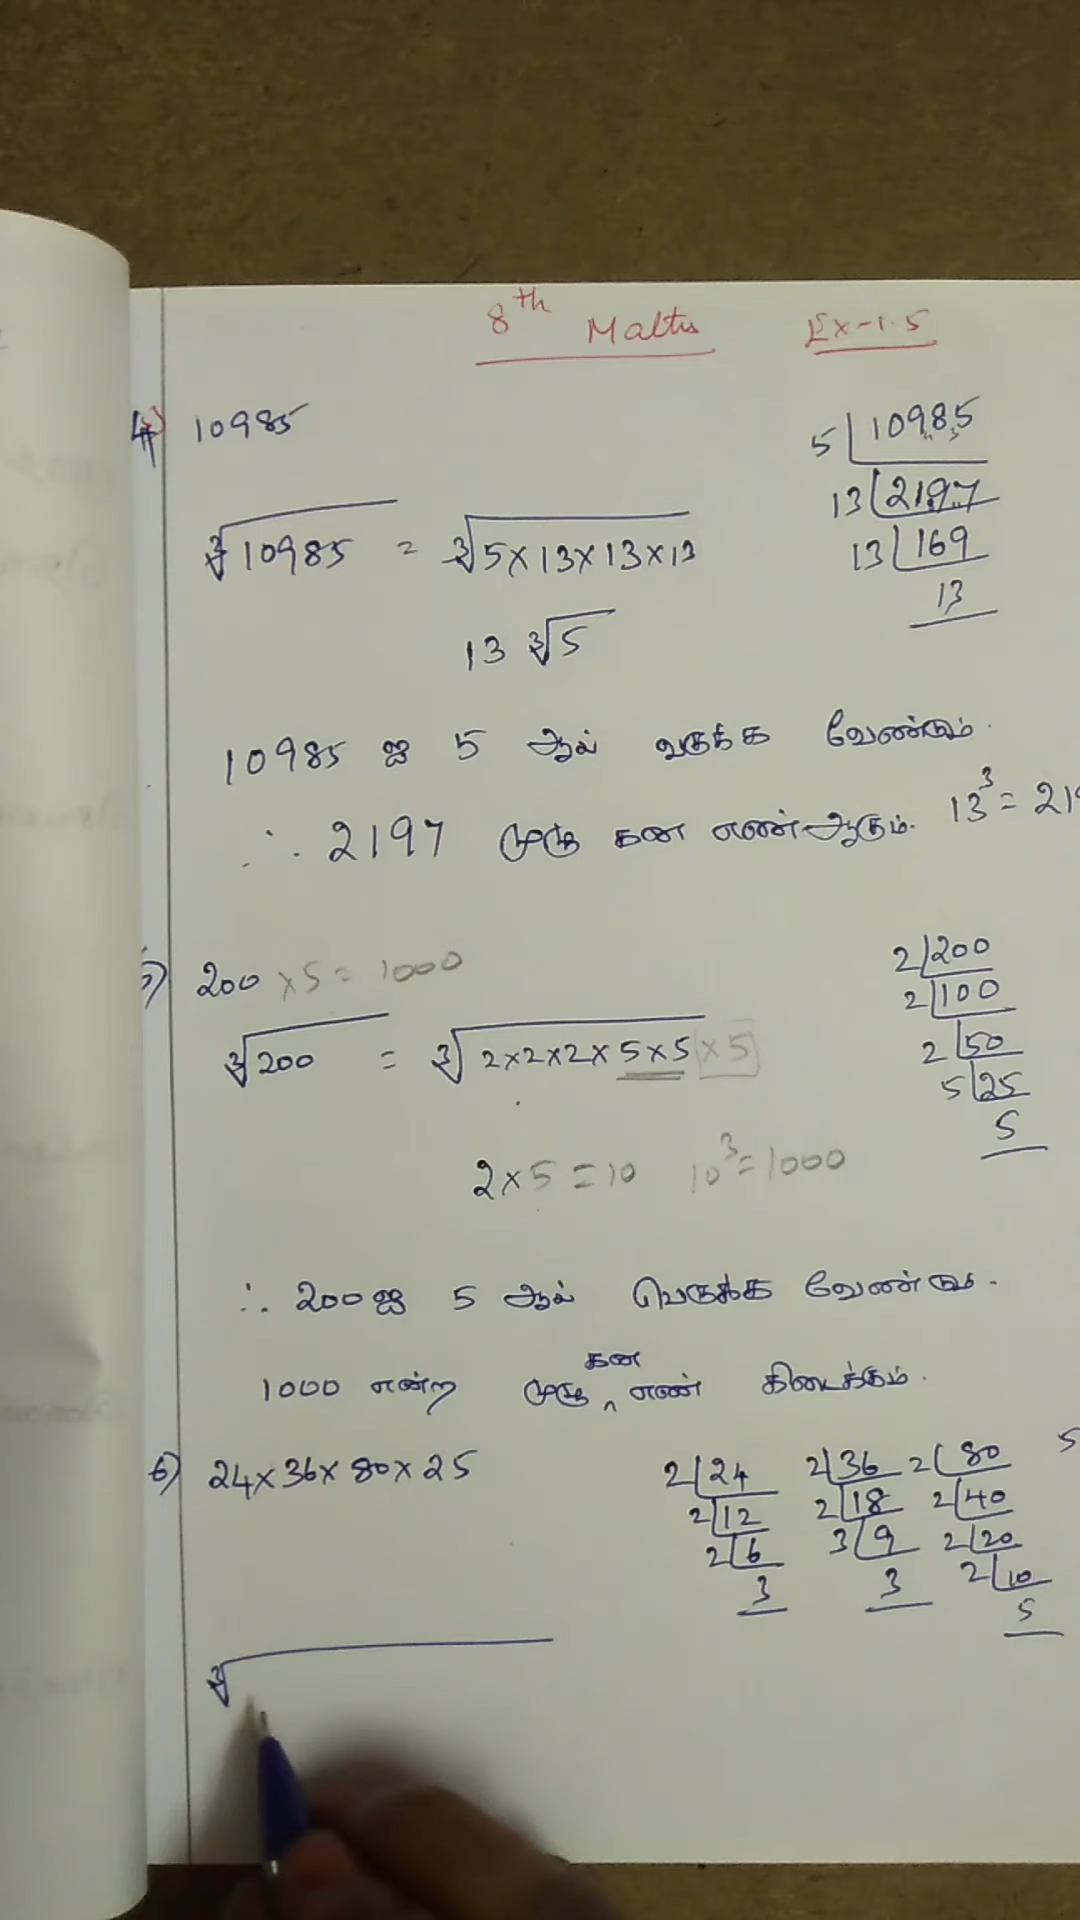 8th Maths Ex-1.5
4) 10985
5 | 10985
13 | 2197
13 | 169
13
∛10985 = ∛5×13×13×13
13 ∛5
10985 ஐ 5 ஆல் வகுக்க வேண்டும்.
∴ 2197 முழு கன எண் ஆகும். 13³ = 219
5) 200 × 5 = 1000
2 | 200
2 | 100
2 | 50
5 | 25
5
∛200 = ∛2×2×2×5×5 ×5
2×5 = 10 10³ = 1000
∴ 200 ஐ 5 ஆல் பெருக்க வேண்டும்.
1000 என்ற முழு கன எண் கிடைக்கும்.
6) 24×36×80×25
2 | 24 2 | 36 2 | 80 5
2 | 12 2 | 18 2 | 40
2 | 6 3 | 9 2 | 20
3 3 2 | 10
5
∛